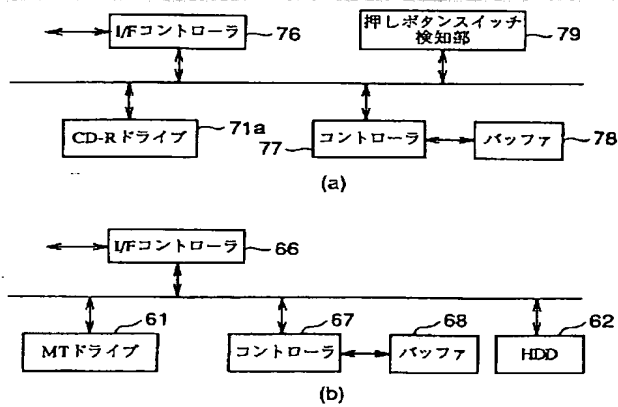 I/Fコントローラ
76
押しボタンスイッチ
検知部
79
CD-Rドライブ
71a
77
コントローラ
バッファ
78
(a)
I/Fコントローラ
66
61
67
68
62
MTドライブ
コントローラ
バッファ
HDD
(b)